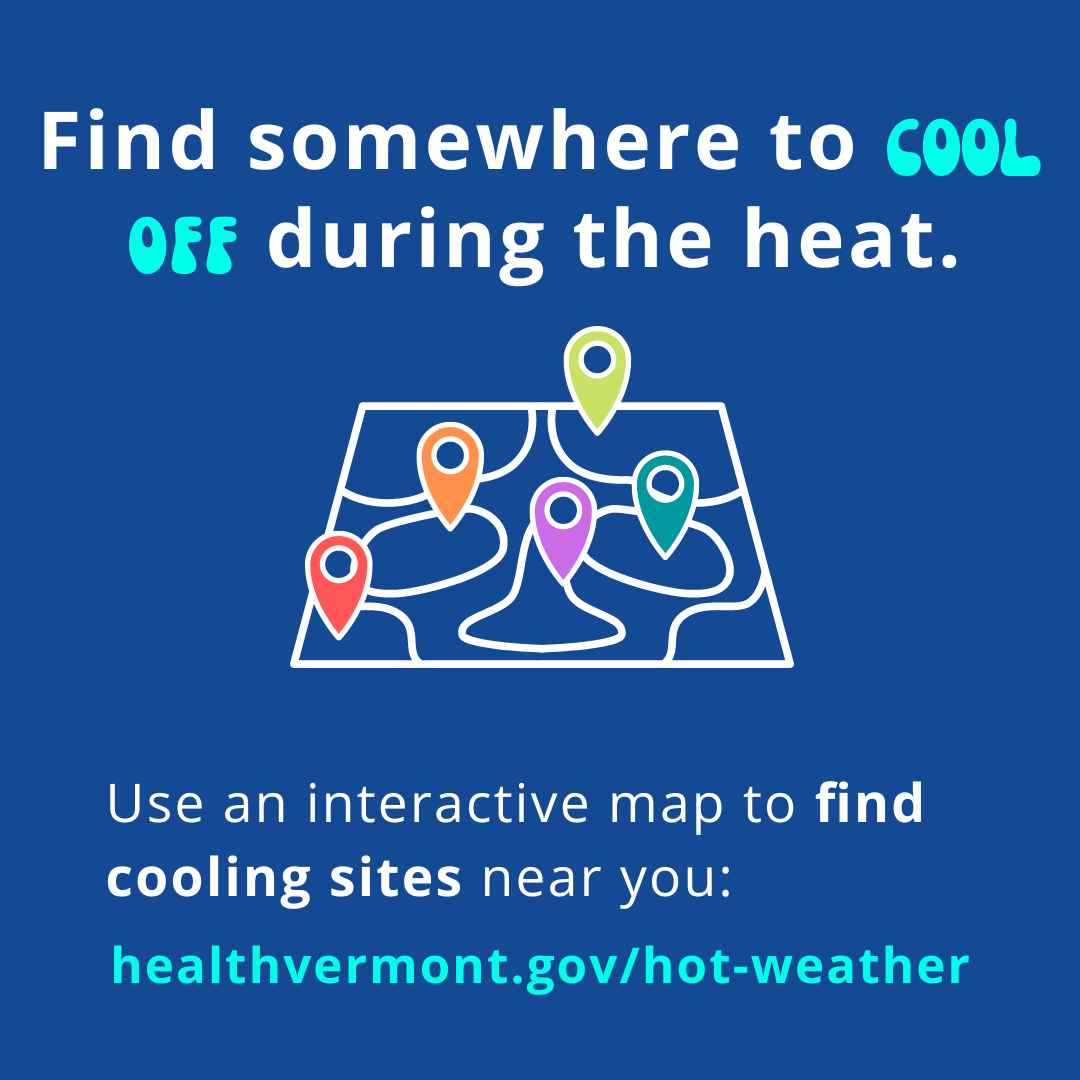 Find somewhere to COOL
OFF during the heat.
Use an interactive map to find
cooling sites near you:
healthvermont.gov/hot-weather